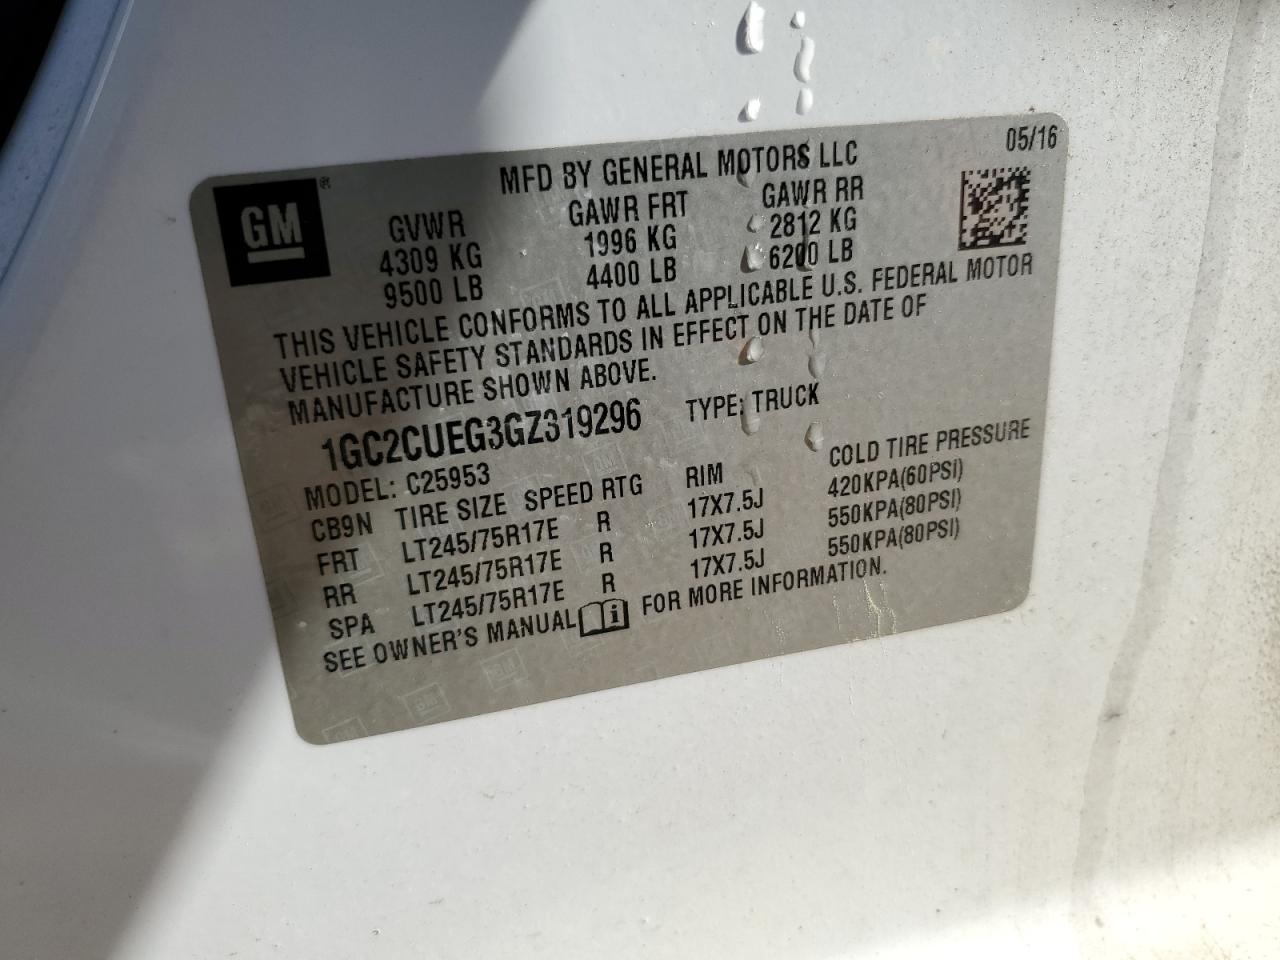 05/16
MFD BY GENERAL MOTORS LLC
GM®
GVWR GAWR FRT GAWR RR
4309 KG 1996 KG 2812 KG
9500 LB 4400 LB 6200 LB
THIS VEHICLE CONFORMS TO ALL APPLICABLE U.S. FEDERAL MOTOR
VEHICLE SAFETY STANDARDS IN EFFECT ON THE DATE OF
MANUFACTURE SHOWN ABOVE.
1GC2CUEG3GZ319296 TYPE: TRUCK
MODEL: C25953
CB9N TIRE SIZE SPEED RTG RIM COLD TIRE PRESSURE
FRT LT245/75R17E R 17X7.5J 420KPA(60PSI)
RR LT245/75R17E R 17X7.5J 550KPA(80PSI)
SPA LT245/75R17E R 17X7.5J 550KPA(80PSI)
SEE OWNER'S MANUAL i FOR MORE INFORMATION.